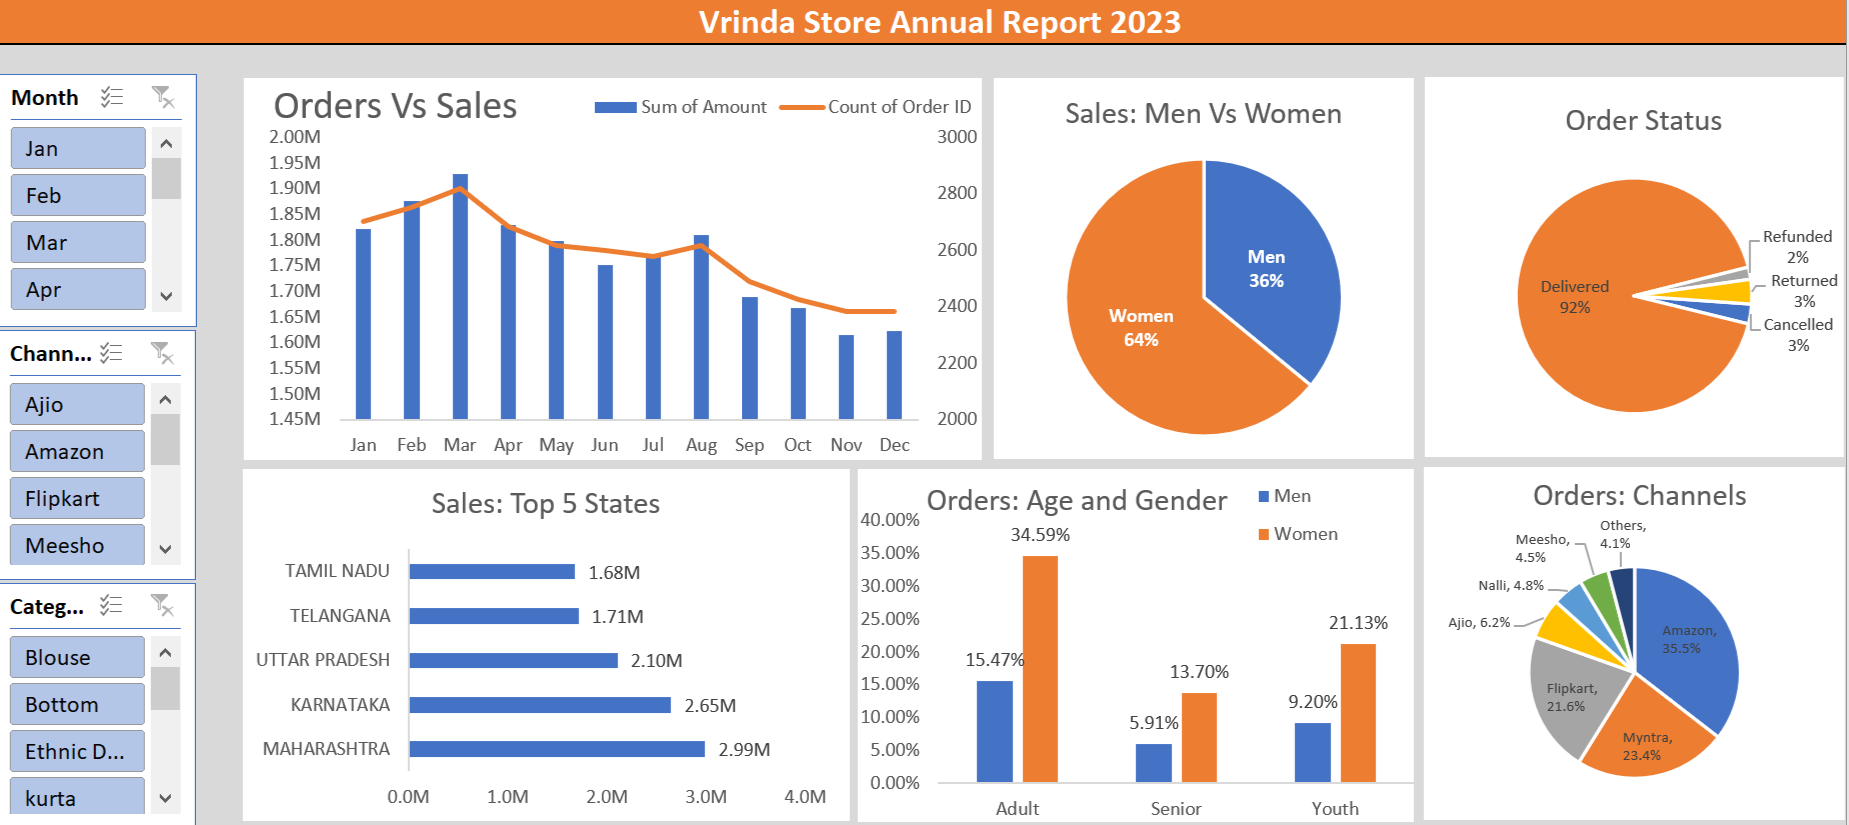 Vrinda Store Annual Report 2023
Month
Jan
Feb
Mar
Apr
Chann...
Ajio
Amazon
Flipkart
Meesho
Categ...
Blouse
Bottom
Ethnic D...
kurta
Orders Vs Sales
Sum of Amount
Count of Order ID
2.00M
1.95M
1.90M
1.85M
1.80M
1.75M
1.70M
1.65M
1.60M
1.55M
1.50M
1.45M
3000
2800
2600
2400
2200
2000
Jan Feb Mar Apr May Jun Jul Aug Sep Oct Nov Dec
Sales: Men Vs Women
Men
36%
Women
64%
Order Status
Delivered
92%
Refunded
2%
Returned
3%
Cancelled
3%
Sales: Top 5 States
TAMIL NADU 1.68M
TELANGANA 1.71M
UTTAR PRADESH 2.10M
KARNATAKA 2.65M
MAHARASHTRA 2.99M
0.0M 1.0M 2.0M 3.0M 4.0M
Orders: Age and Gender
Men
Women
40.00%
35.00%
30.00%
25.00%
20.00%
15.00%
10.00%
5.00%
0.00%
15.47%
34.59%
5.91%
13.70%
9.20%
21.13%
Adult Senior Youth
Orders: Channels
Others,
4.1%
Meesho,
4.5%
Nalli, 4.8%
Ajio, 6.2%
Amazon,
35.5%
Flipkart,
21.6%
Myntra,
23.4%